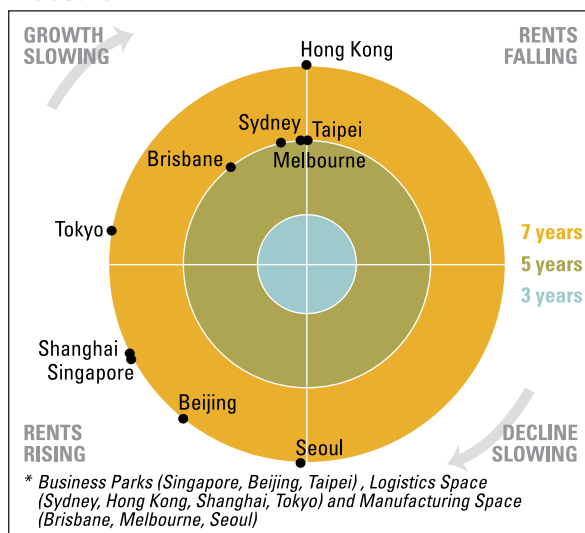 GROWTH
SLOWING
RENTS
FALLING
Hong Kong
Sydney
Taipei
Brisbane
Melbourne
Tokyo
7 years
5 years
3 years
Shanghai
Singapore
Beijing
Seoul
RENTS
RISING
DECLINE
SLOWING
* Business Parks (Singapore, Beijing, Taipei) , Logistics Space
(Sydney, Hong Kong, Shanghai, Tokyo) and Manufacturing Space
(Brisbane, Melbourne, Seoul)